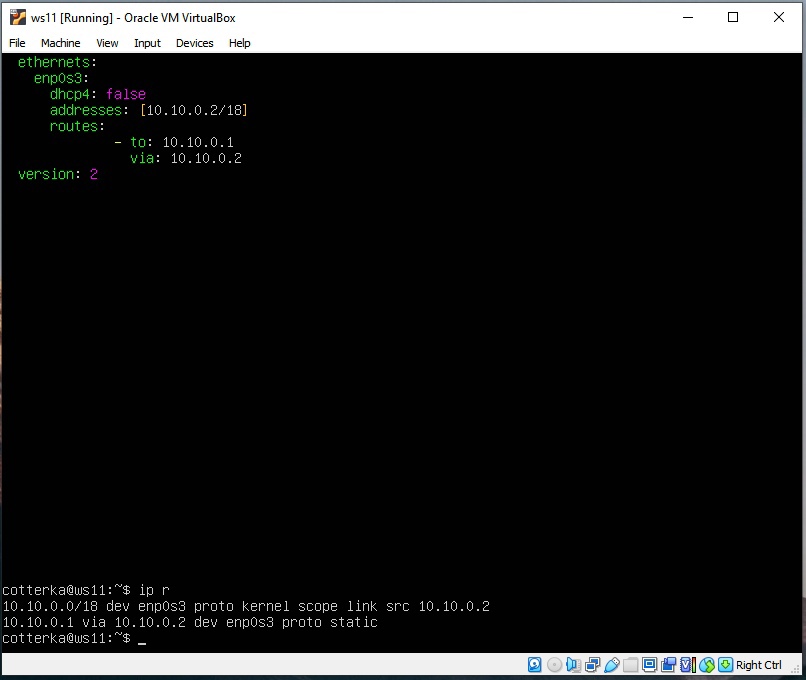 ws11 [Running] - Oracle VM VirtualBox
File Machine View Input Devices Help
ethernets:
enp0s3:
dhcp4: false
addresses: [10.10.0.2/18]
routes:
- to: 10.10.0.1
via: 10.10.0.2
version: 2
cotterka@ws11:~$ ip r
10.10.0.0/18 dev enp0s3 proto kernel scope link src 10.10.0.2
10.10.0.1 via 10.10.0.2 dev enp0s3 proto static
cotterka@ws11:~$ _
Right Ctrl